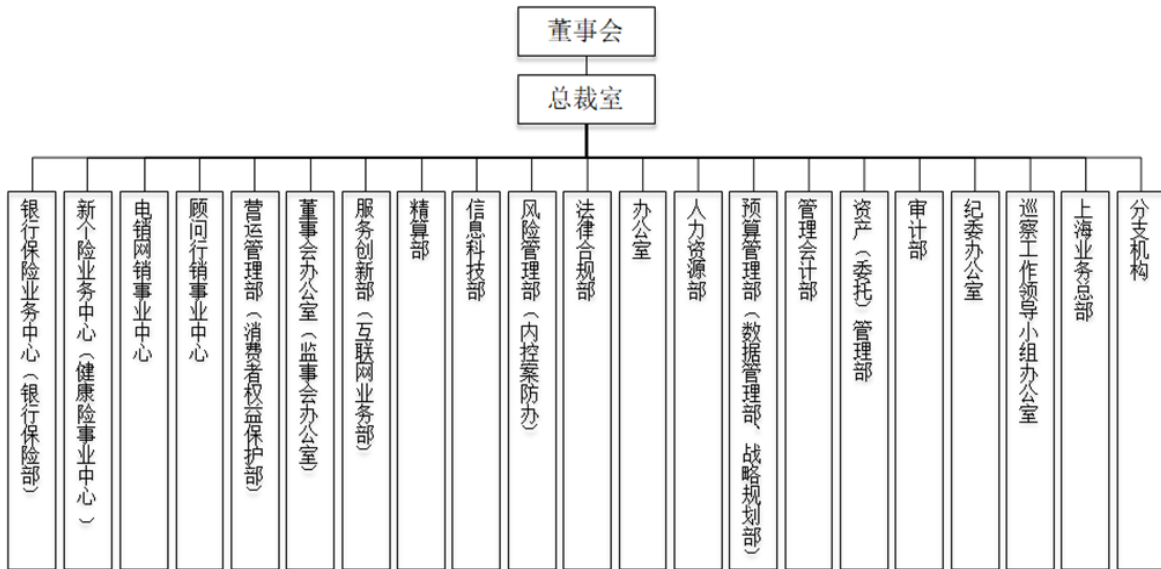 董事会
总裁室
银行保险业务中心（银行保险部）
新个险业务中心（健康险事业中心）
电销网销事业中心
顾问行销事业中心
营运管理部（消费者权益保护部）
董事会办公室（监事会办公室）
服务创新部（互联网业务部）
精算部
信息科技部
风险管理部（内控案防办）
法律合规部
办公室
人力资源部
预算管理部（数据管理部、战略规划部）
管理会计部
资产（委托）管理部
审计部
纪委办公室
巡察工作领导小组办公室
上海业务总部
分支机构